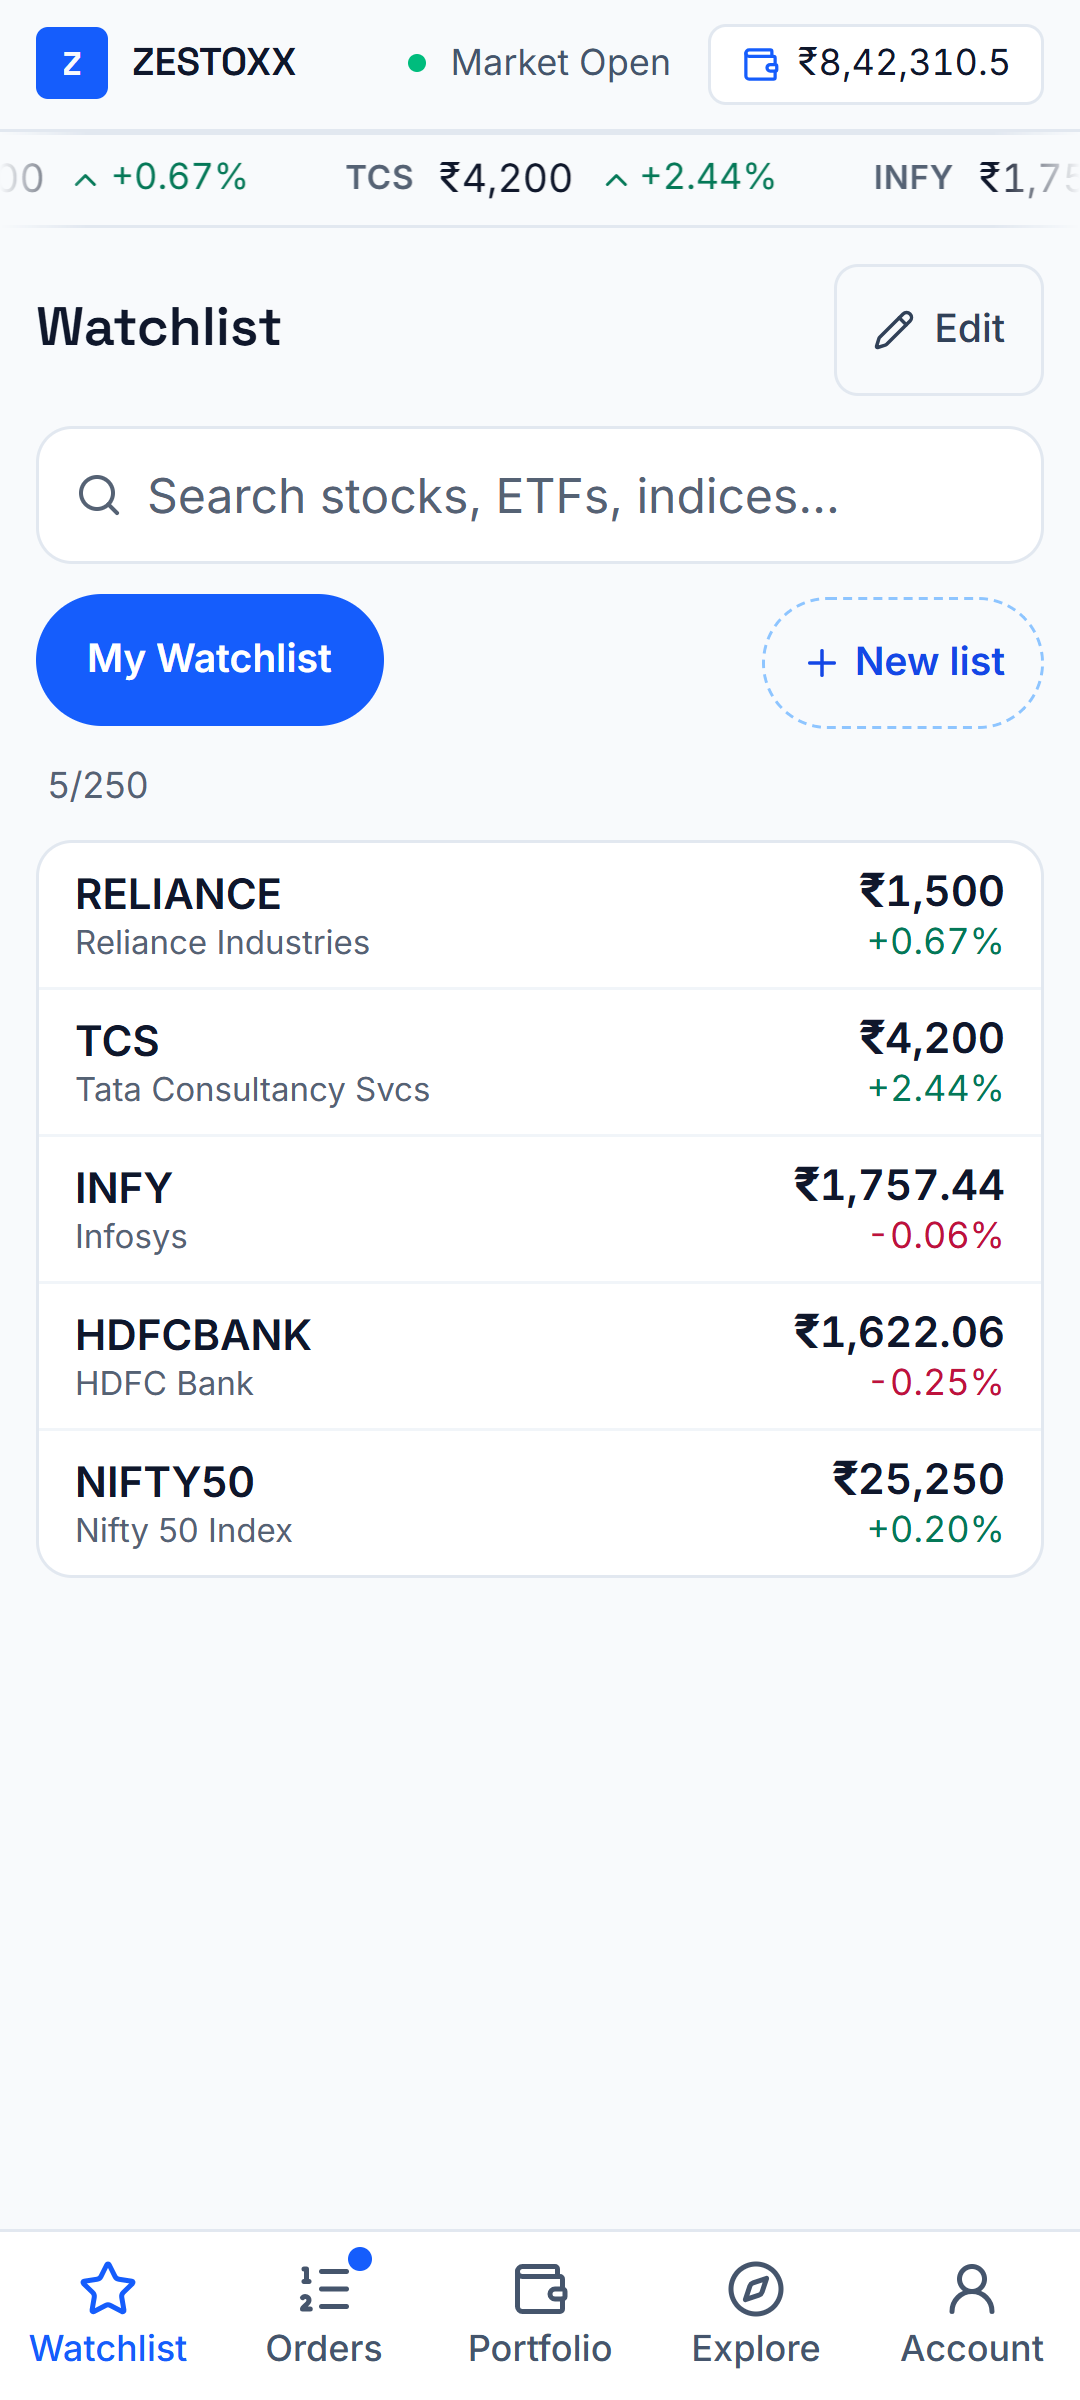 Z ZESTOXX Market Open ₹8,42,310.5
+0.67% TCS ₹4,200 +2.44% INFY ₹1,7
Watchlist Edit
Search stocks, ETFs, indices...
My Watchlist + New list
5/250
RELIANCE ₹1,500
Reliance Industries +0.67%
TCS ₹4,200
Tata Consultancy Svcs +2.44%
INFY ₹1,757.44
Infosys -0.06%
HDFCBANK ₹1,622.06
HDFC Bank -0.25%
NIFTY50 ₹25,250
Nifty 50 Index +0.20%
Watchlist Orders Portfolio Explore Account